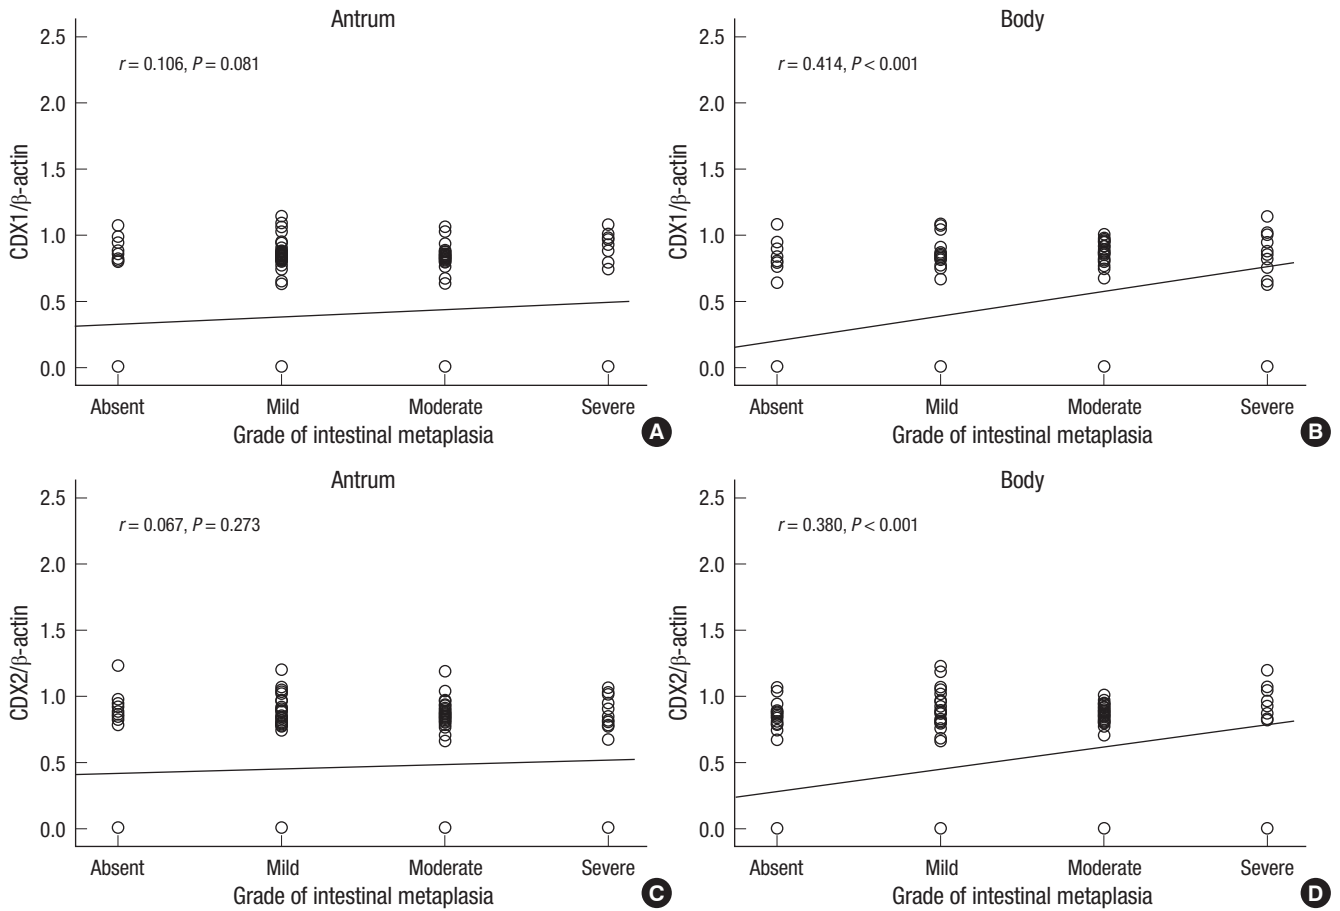 Antrum
2.5
r = 0.106, P = 0.081
2.0
1.5
1.0
0.5
0.0
CDX1/β-actin
Absent Mild Moderate Severe
Grade of intestinal metaplasia
A
Body
2.5
r = 0.414, P < 0.001
2.0
1.5
1.0
0.5
0.0
CDX1/β-actin
Absent Mild Moderate Severe
Grade of intestinal metaplasia
B
Antrum
2.5
r = 0.067, P = 0.273
2.0
1.5
1.0
0.5
0.0
CDX2/β-actin
Absent Mild Moderate Severe
Grade of intestinal metaplasia
C
Body
2.5
r = 0.380, P < 0.001
2.0
1.5
1.0
0.5
0.0
CDX2/β-actin
Absent Mild Moderate Severe
Grade of intestinal metaplasia
D